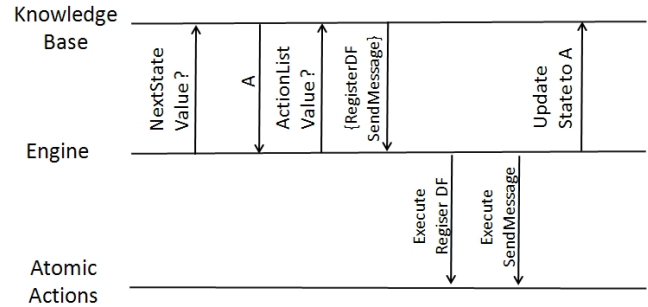 Knowledge
Base
NextState
Value?
A
ActionList
Value?
{RegisterDF
SendMessage}
Update
State to A
Engine
Execute
Regiser DF
Execute
SendMessage
Atomic
Actions